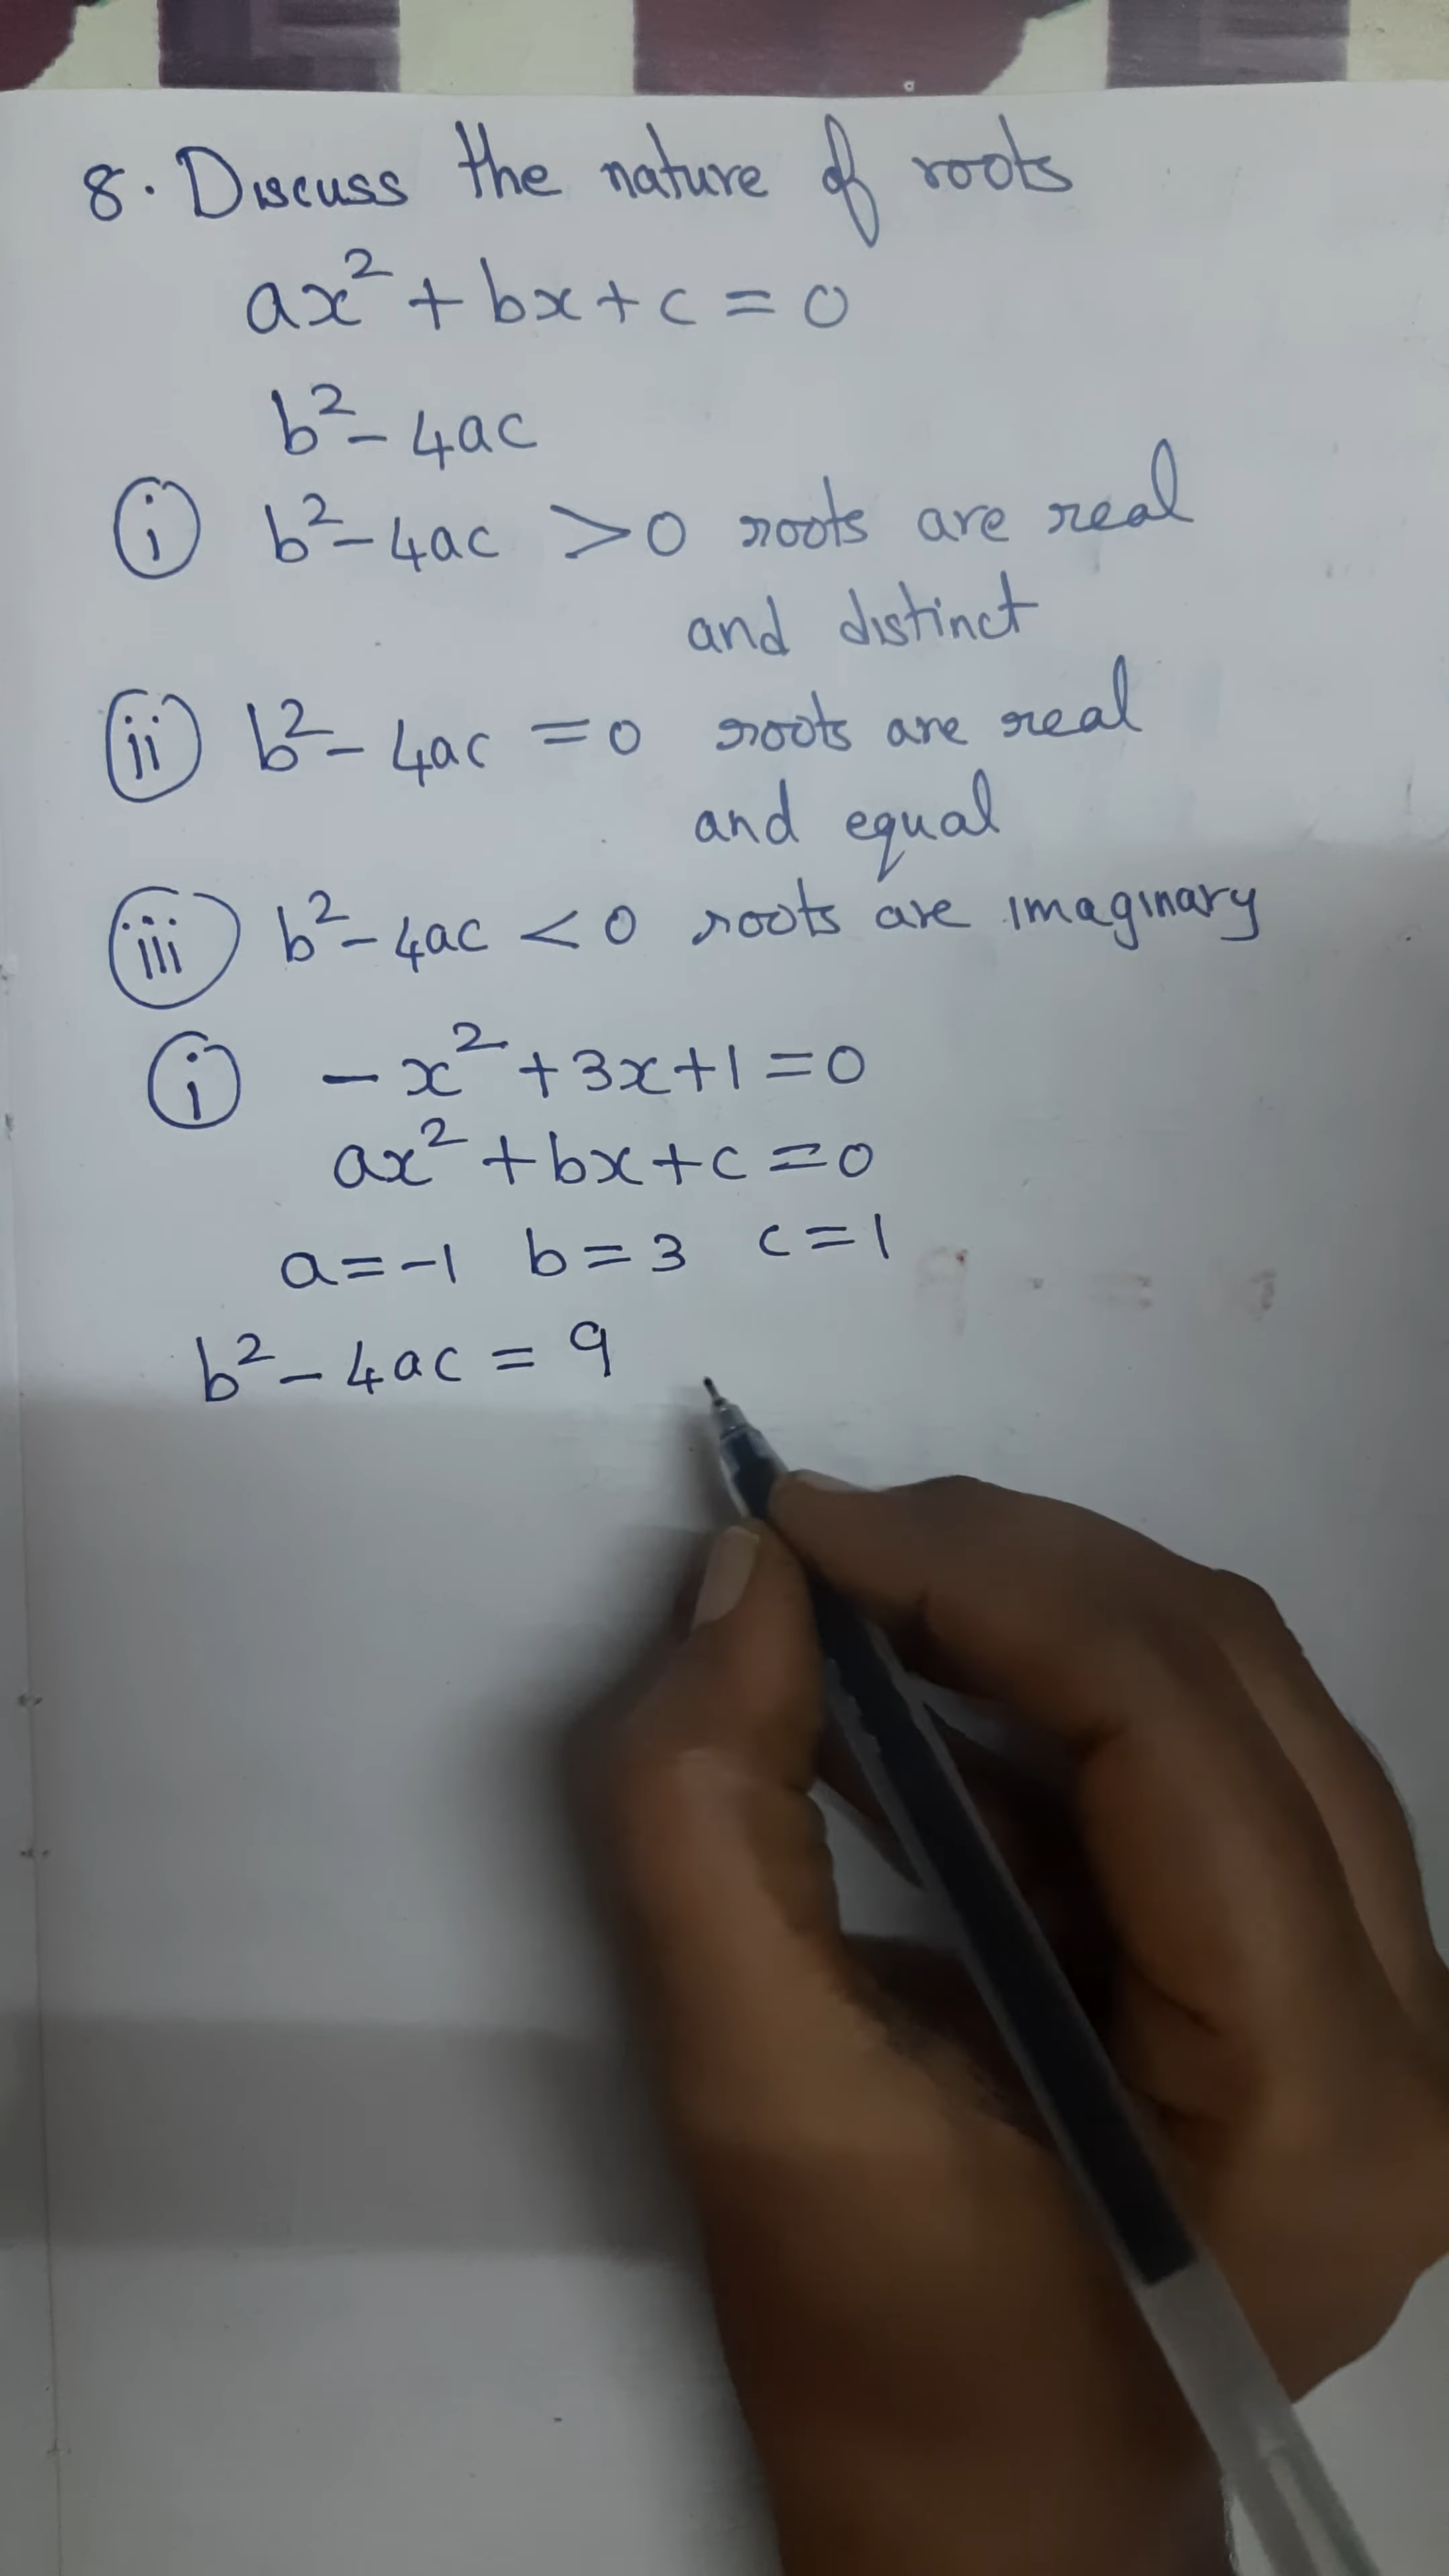 8. Discuss the nature of roots
ax² + bx + c = 0
b² - 4ac
(i) b² - 4ac > 0 roots are real
and distinct
(ii) b² - 4ac = 0 roots are real
and equal
(iii) b² - 4ac < 0 roots are imaginary
(i) - x² + 3x + 1 = 0
ax² + bx + c = 0
a = -1 b = 3 c = 1
b² - 4ac = 9